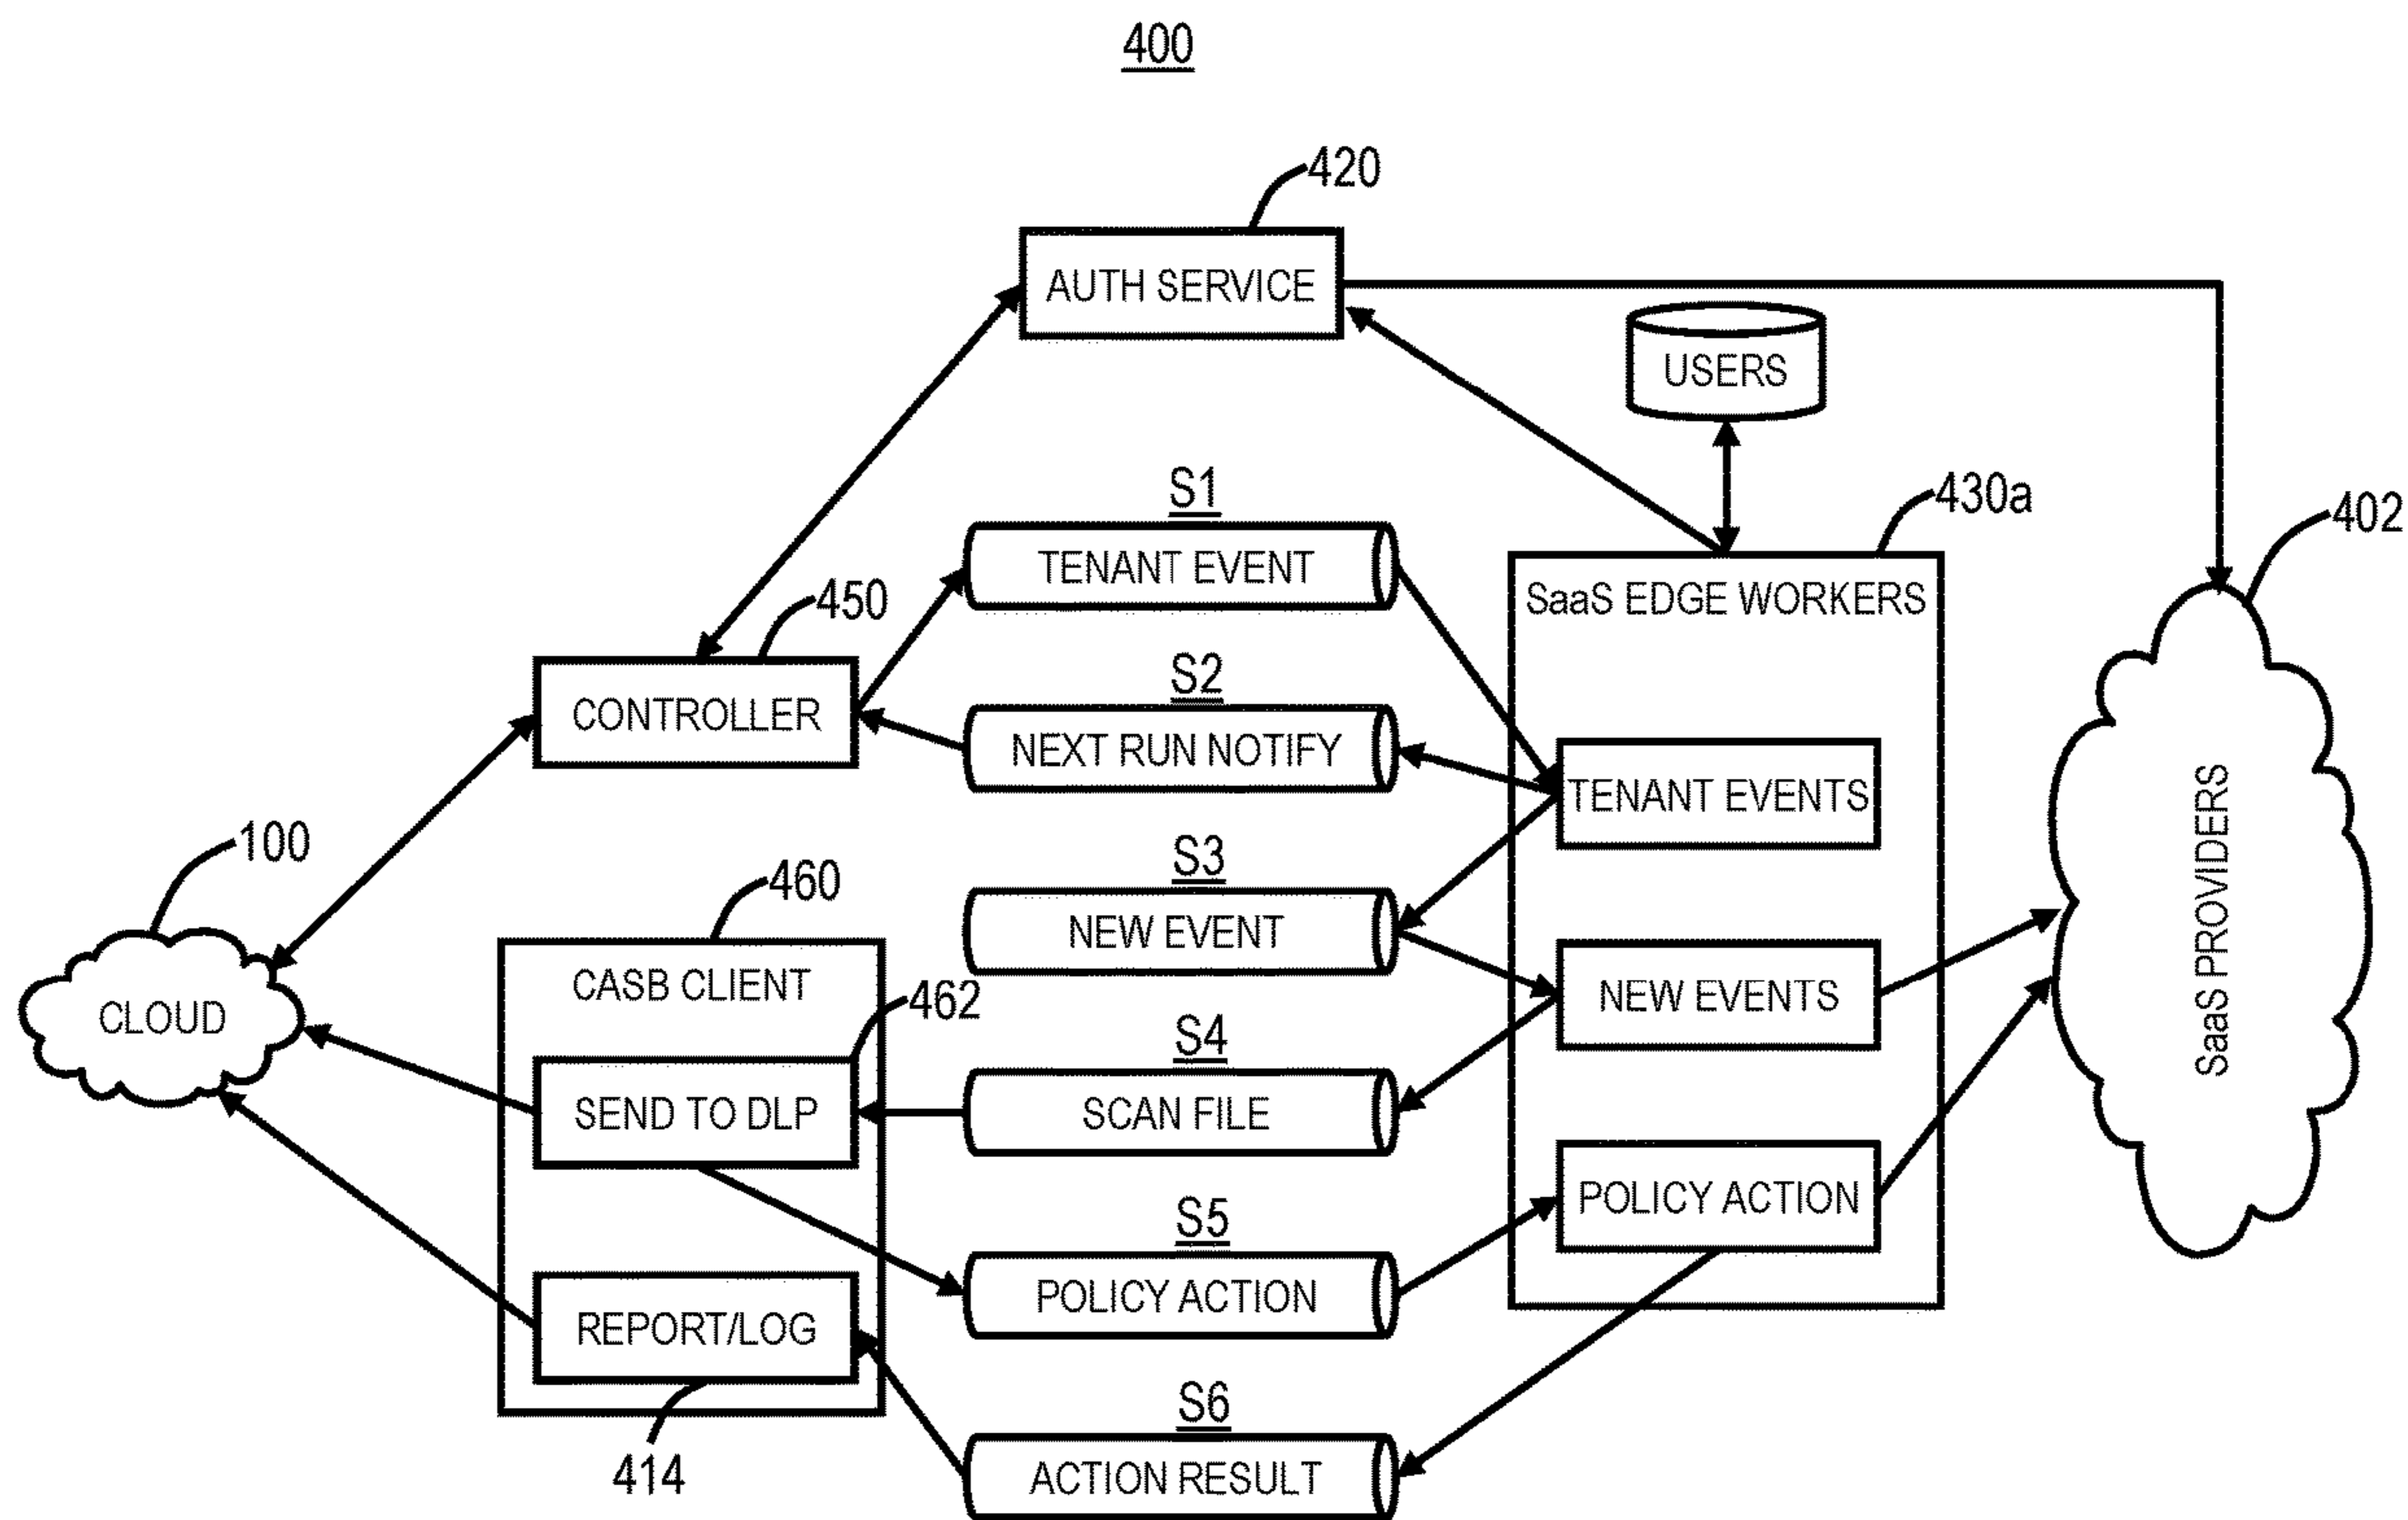 400
420
AUTH SERVICE
USERS
S1
430a
402
TENANT EVENT
450
SaaS EDGE WORKERS
S2
CONTROLLER
NEXT RUN NOTIFY
TENANT EVENTS
SaaS PROVIDERS
100
460
S3
NEW EVENT
CASB CLIENT
462
NEW EVENTS
CLOUD
S4
SEND TO DLP
SCAN FILE
POLICY ACTION
S5
POLICY ACTION
REPORT/LOG
S6
414
ACTION RESULT